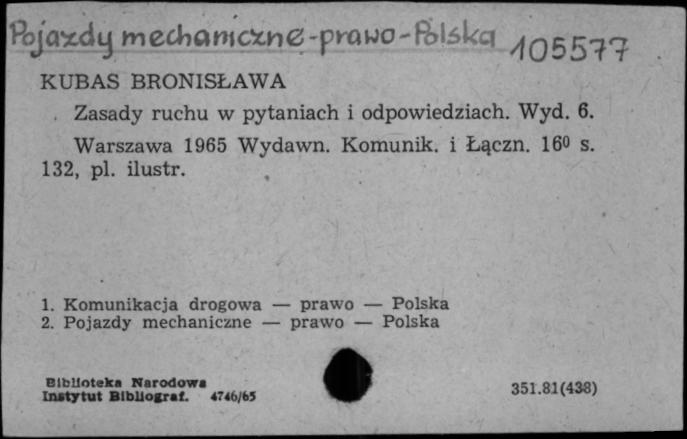 Pojazdy mechaniczne-prawo-Polska 105577
KUBAS BRONISŁAWA
Zasady ruchu w pytaniach i odpowiedziach. Wyd. 6.
Warszawa 1965 Wydawn. Komunik. i Łączn. 16⁰ s.
132, pl. ilustr.
1. Komunikacja drogowa — prawo — Polska
2. Pojazdy mechaniczne — prawo — Polska
Biblioteka Narodowa
Instytut Bibliograf. 4746/65
351.81(438)